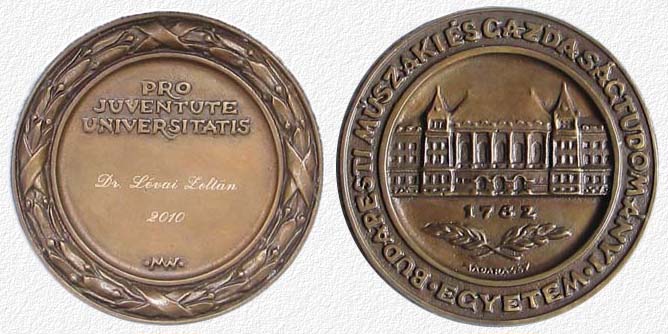 PRO
JUVENTUTE
UNIVERSITATIS
Dr. Lévai Zoltán
2010
·MW·
BUDAPESTI MŰSZAKI ÉS GAZDASÁGTUDOMÁNYI EGYETEM
1782